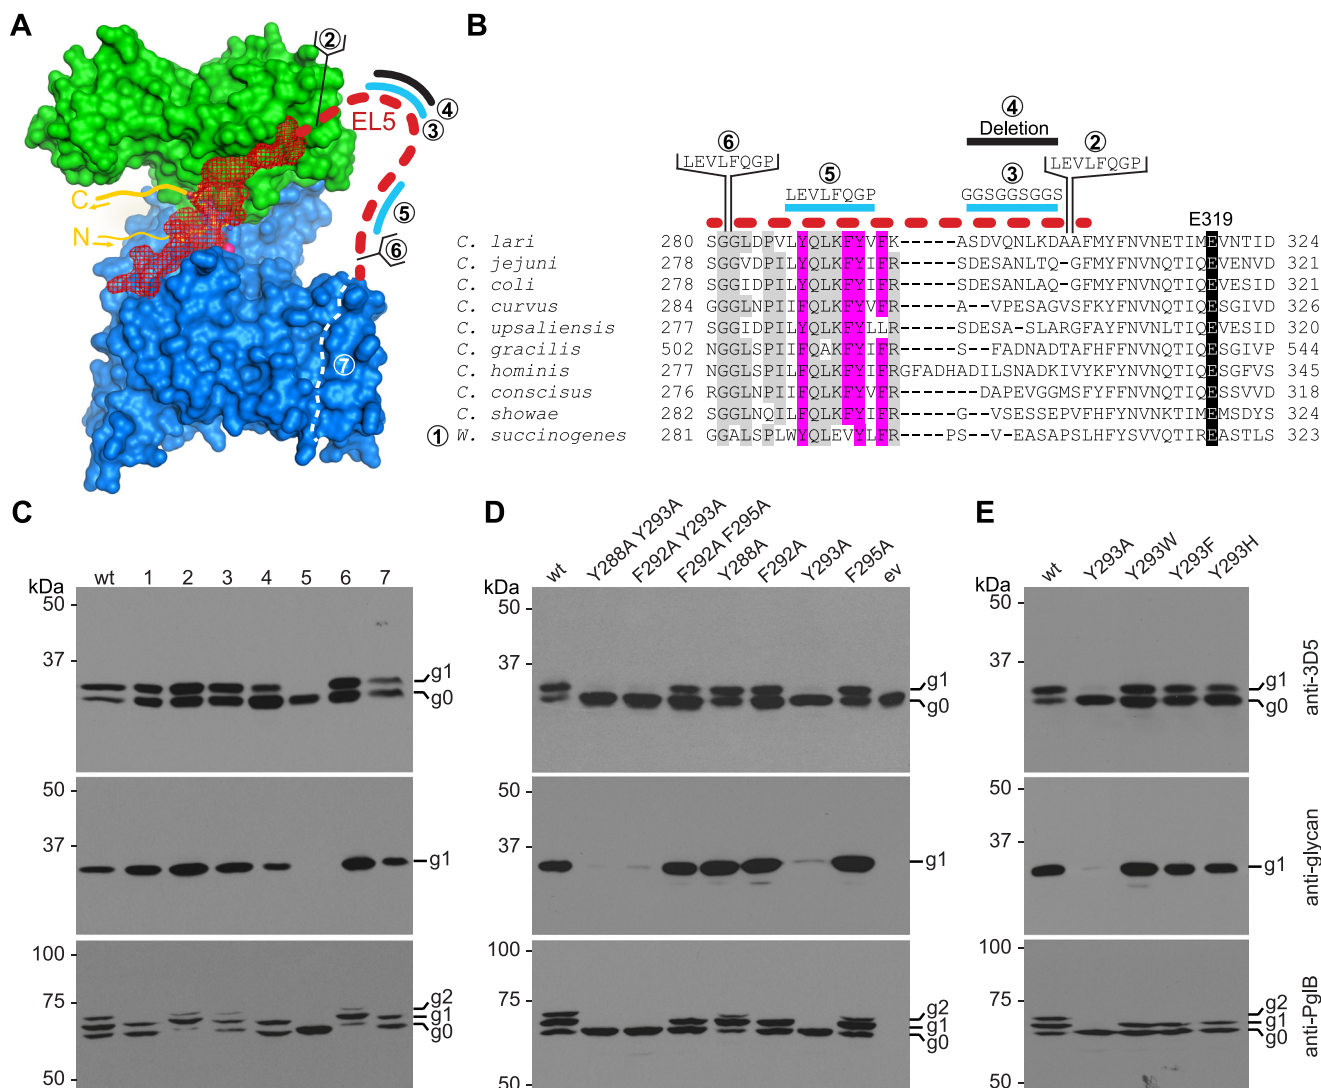 A
②
④
③
EL5
C
N
⑤
⑥
⑦
B
④
Deletion
⑥
②
LEVLFQGP
LEVLFQGP
⑤
③
LEVLFQGP
GGSGGSGGS
E319
C. lari 280 SGGLDPVLYQLKFYVFK-----ASDVQNLKDAAFMYFNVNETIMEVNTID 324
C. jejuni 278 SGGVDPILYQLKFYIFR-----SDESANLTQ-GFMYFNVNQTIQEVENVD 321
C. coli 278 SGGIDPILYQLKFYIFR-----SDESANLAQ-GFMYFNVNQTIQEVESID 321
C. curvus 284 GGGLNPIIFQLKFYVFR-----A--VPESAGVSFKYFNVNQTIQESGIVD 326
C. upsaliensis 277 SGGIDPILYQLKFYLLR-----SDESA-SLARGFAYFNVNLTIQEVESID 320
C. gracilis 502 NGGLSPIIFQAKFYIFR-----S--FADNADTAFHFFNVNQTIQESGIVP 544
C. hominis 277 NGGLSPIIFQLKFYIFRGFADHADILSNADKIVYKFYNVNQTIQESGFVS 345
C. conscisus 276 RGGLNPIIFQLKFYVFR-------DAPEVGGMSFYFFNVNQTIQESSVVD 318
C. showae 282 SGGLNQILFQLKFYIFR-----G--VSESSEPVFHFYNVNKTIMEMSDYS 324
① W. succinogenes 281 GGALSPLWYQLEVYLFR-----PS--V-EASAPSLHFYSVVQTIREASTLS 323
C
kDa
wt 1 2 3 4 5 6 7
50
37
g1
g0
50
37
g1
100
75
50
g2
g1
g0
D
kDa
wt
Y288A Y293A
F292A Y293A
F292A F295A
Y288A
F292A
Y293A
F295A
ev
50
37
g1
g0
50
37
g1
100
75
50
g2
g1
g0
E
kDa
wt
Y293A
Y293W
Y293F
Y293H
50
37
g1
g0
anti-3D5
50
37
g1
anti-glycan
100
75
50
g2
g1
g0
anti-PglB